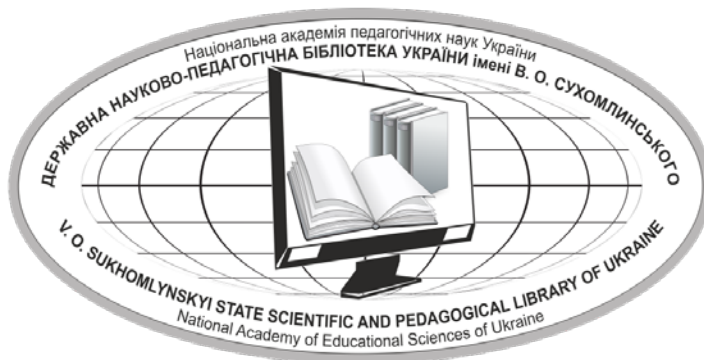 Національна академія педагогічних наук України
ДЕРЖАВНА НАУКОВО-ПЕДАГОГІЧНА БІБЛІОТЕКА УКРАЇНИ імені В. О. СУХОМЛИНСЬКОГО
V. O. SUKHOMLYNSKYI STATE SCIENTIFIC AND PEDAGOGICAL LIBRARY OF UKRAINE
National Academy of Educational Sciences of Ukraine